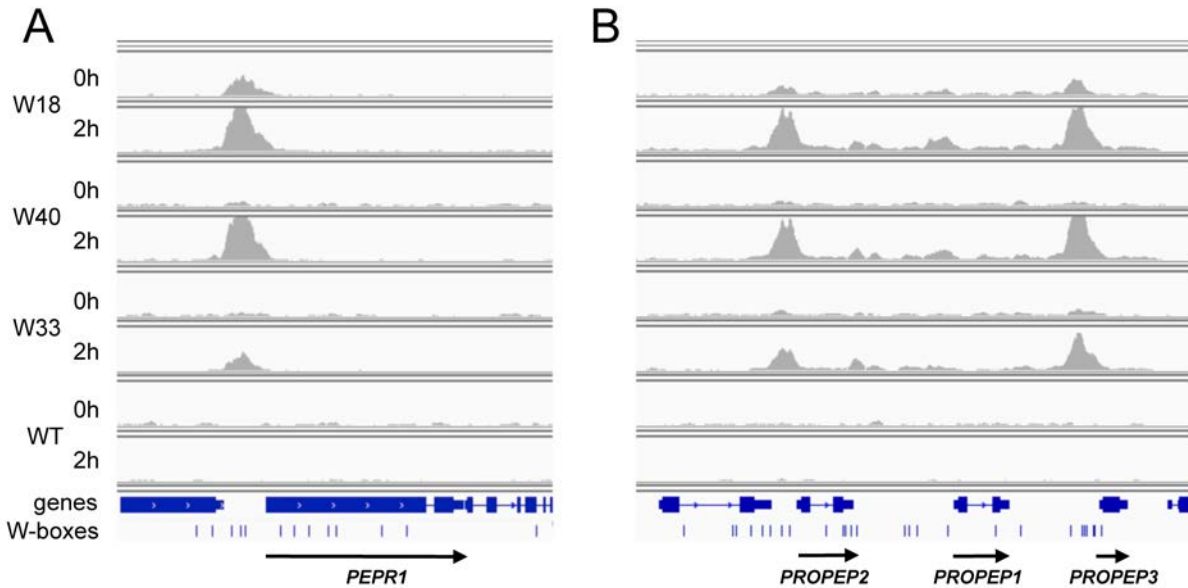 A
B
0h
W18
2h
0h
W40
2h
0h
W33
2h
0h
WT
2h
genes
W-boxes
PEPR1
PROPEP2 PROPEP1 PROPEP3